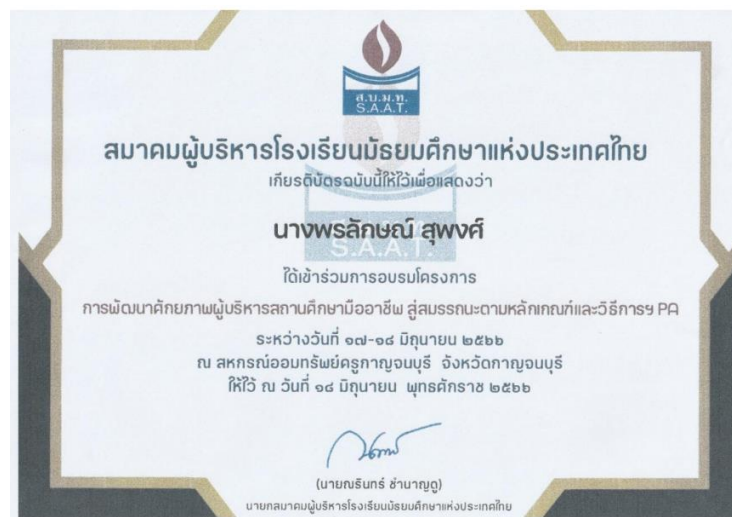 ส.บ.ม.ท.
S.A.A.T.
สมาคมผู้บริหารโรงเรียนมัธยมศึกษาแห่งประเทศไทย
เกียรติบัตรฉบับนี้ให้ไว้เพื่อแสดงว่า
นางพรลักษณ์ สุพงศ์
S.A.A.T.
ได้เข้าร่วมการอบรมโครงการ
การพัฒนาศักยภาพผู้บริหารสถานศึกษามืออาชีพ สู่สมรรถนะตามหลักเกณฑ์และวิธีการฯ PA
ระหว่างวันที่ ๑๗-๑๘ มิถุนายน ๒๕๖๖
ณ สหกรณ์ออมทรัพย์ครูกาญจนบุรี จังหวัดกาญจนบุรี
ให้ไว้ ณ วันที่ ๑๘ มิถุนายน พุทธศักราช ๒๕๖๖
(นายณรินทร์ ชำนาญดู)
นายกสมาคมผู้บริหารโรงเรียนมัธยมศึกษาแห่งประเทศไทย